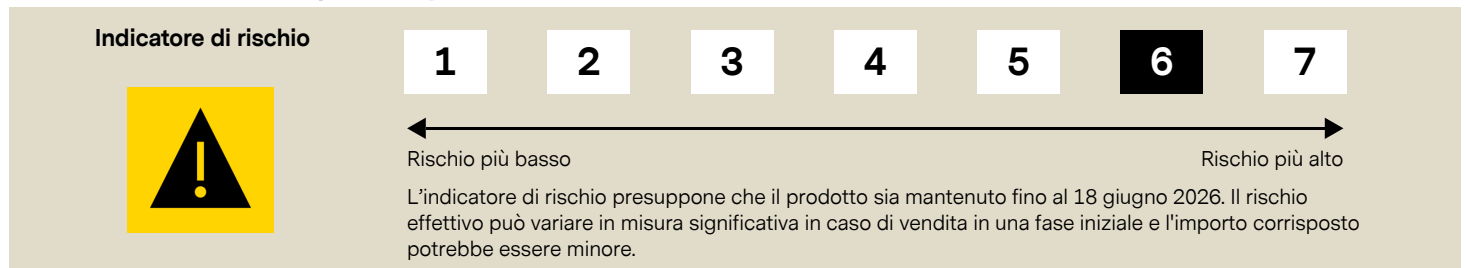 Indicatore di rischio
1 2 3 4 5 6 7
Rischio più basso Rischio più alto
L'indicatore di rischio presuppone che il prodotto sia mantenuto fino al 18 giugno 2026. Il rischio
effettivo può variare in misura significativa in caso di vendita in una fase iniziale e l'importo corrisposto
potrebbe essere minore.